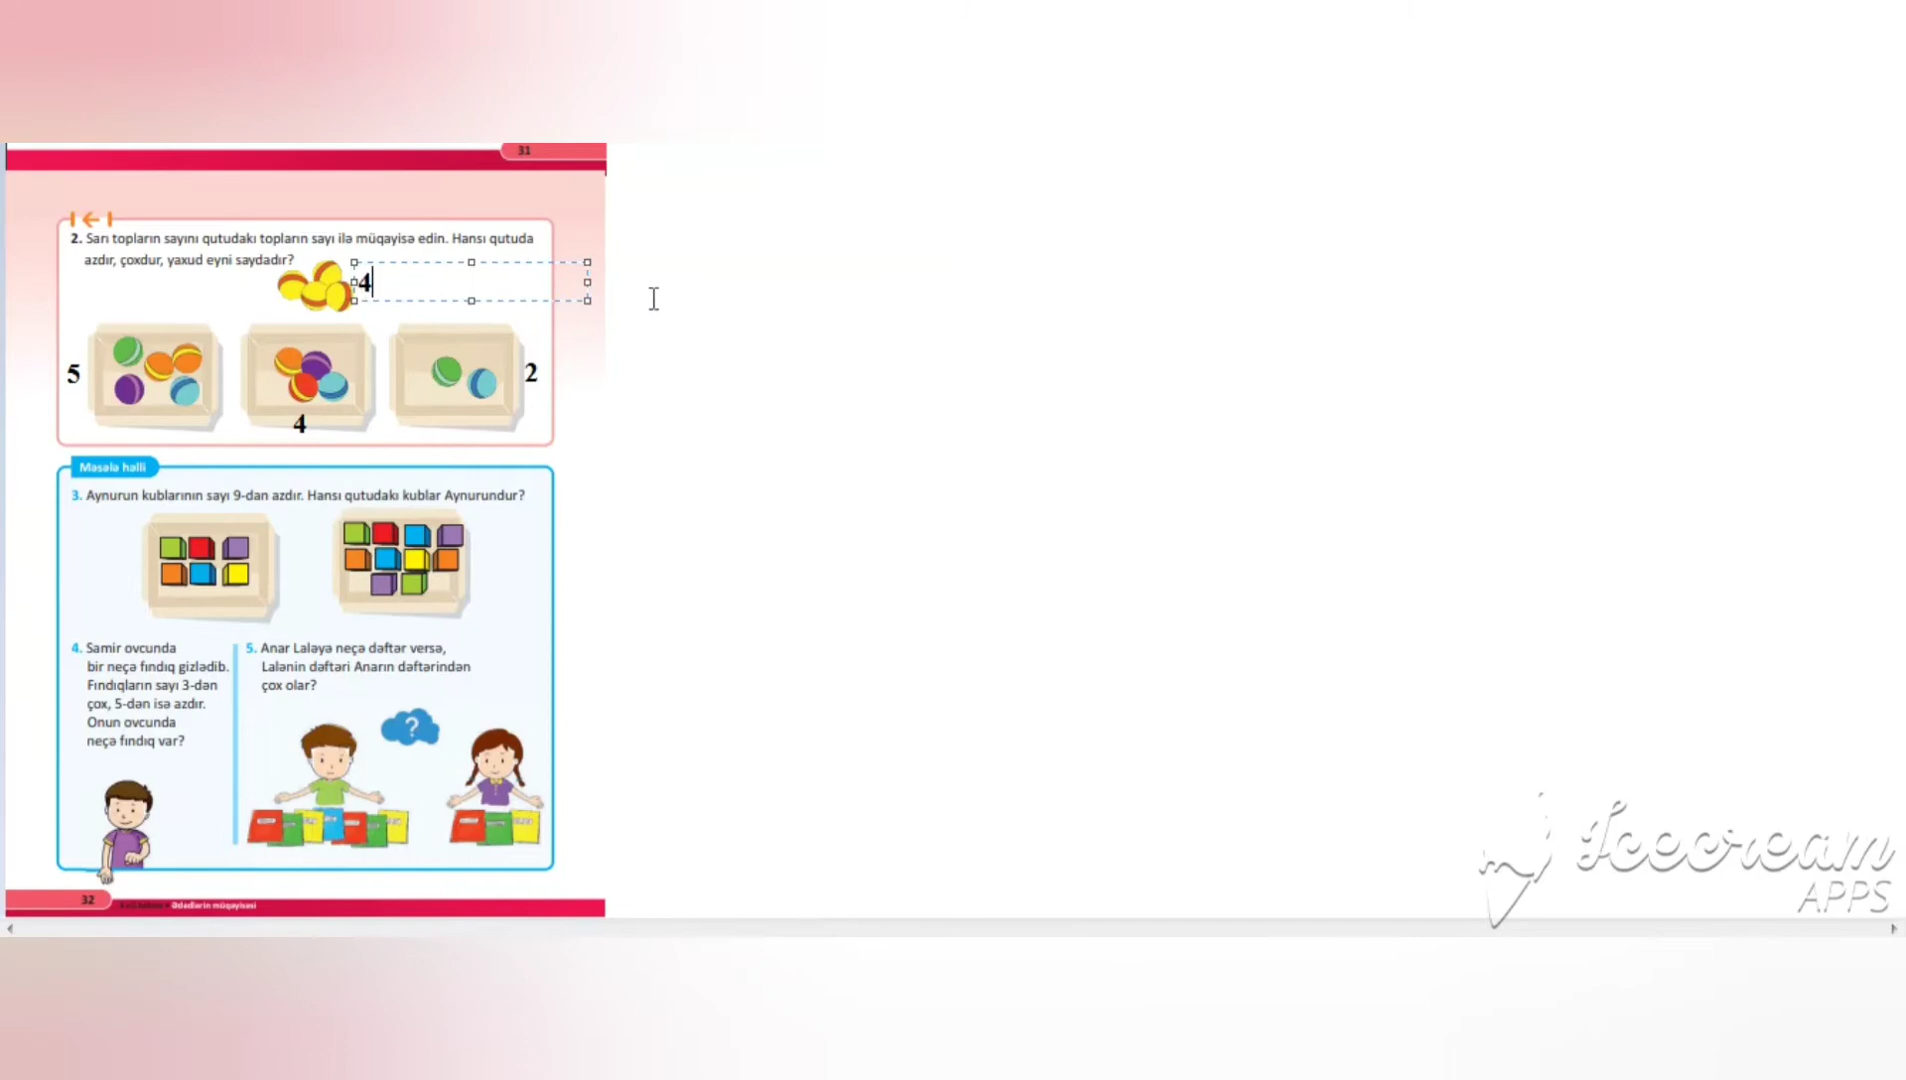 31
2. Sarı topların sayını qutudakı topların sayı ilə müqayisə edin. Hansı qutuda
azdır, çoxdur, yaxud eyni saydadır?
4
5
4
2
Məsələ həlli
3. Aynurun kublarının sayı 9-dan azdır. Hansı qutudakı kublar Aynurundur?
4. Samir ovcunda
bir neçə fındıq gizlədib.
Fındıqların sayı 3-dən
çox, 5-dən isə azdır.
Onun ovcunda
neçə fındıq var?
5. Anar Laləyə neçə dəftər versə,
Lalənin dəftəri Anarın dəftərindən
çox olar?
?
32
Ədədlərin müqayisəsi
Icecream
APPS